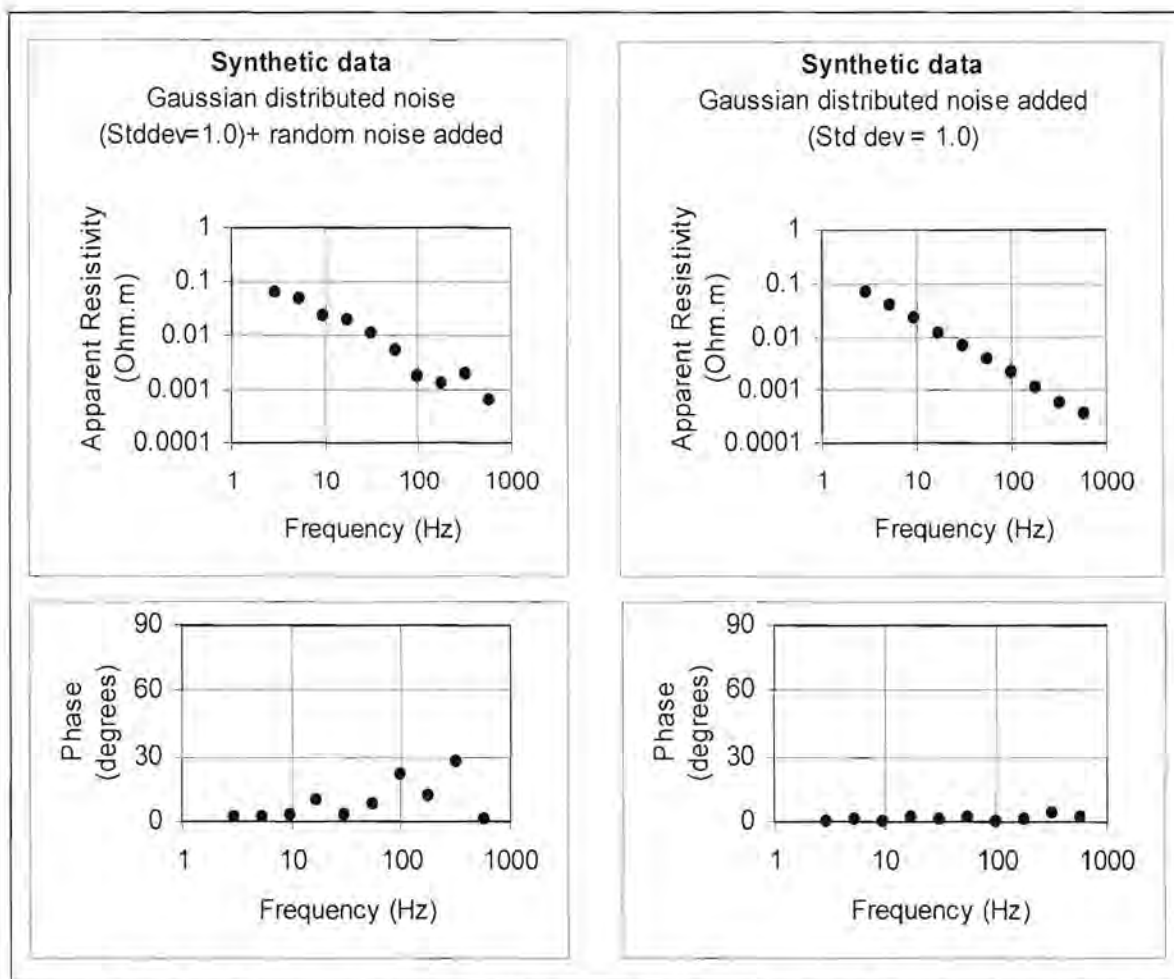 Synthetic data
Gaussian distributed noise
(Stddev=1.0)+ random noise added
Apparent Resistivity
(Ohm.m)
1
0.1
0.01
0.001
0.0001
1 10 100 1000
Frequency (Hz)
Synthetic data
Gaussian distributed noise added
(Std dev = 1.0)
Apparent Resistivity
(Ohm.m)
1
0.1
0.01
0.001
0.0001
1 10 100 1000
Frequency (Hz)
Phase
(degrees)
90
60
30
0
1 10 100 1000
Frequency (Hz)
Phase
(degrees)
90
60
30
0
1 10 100 1000
Frequency (Hz)